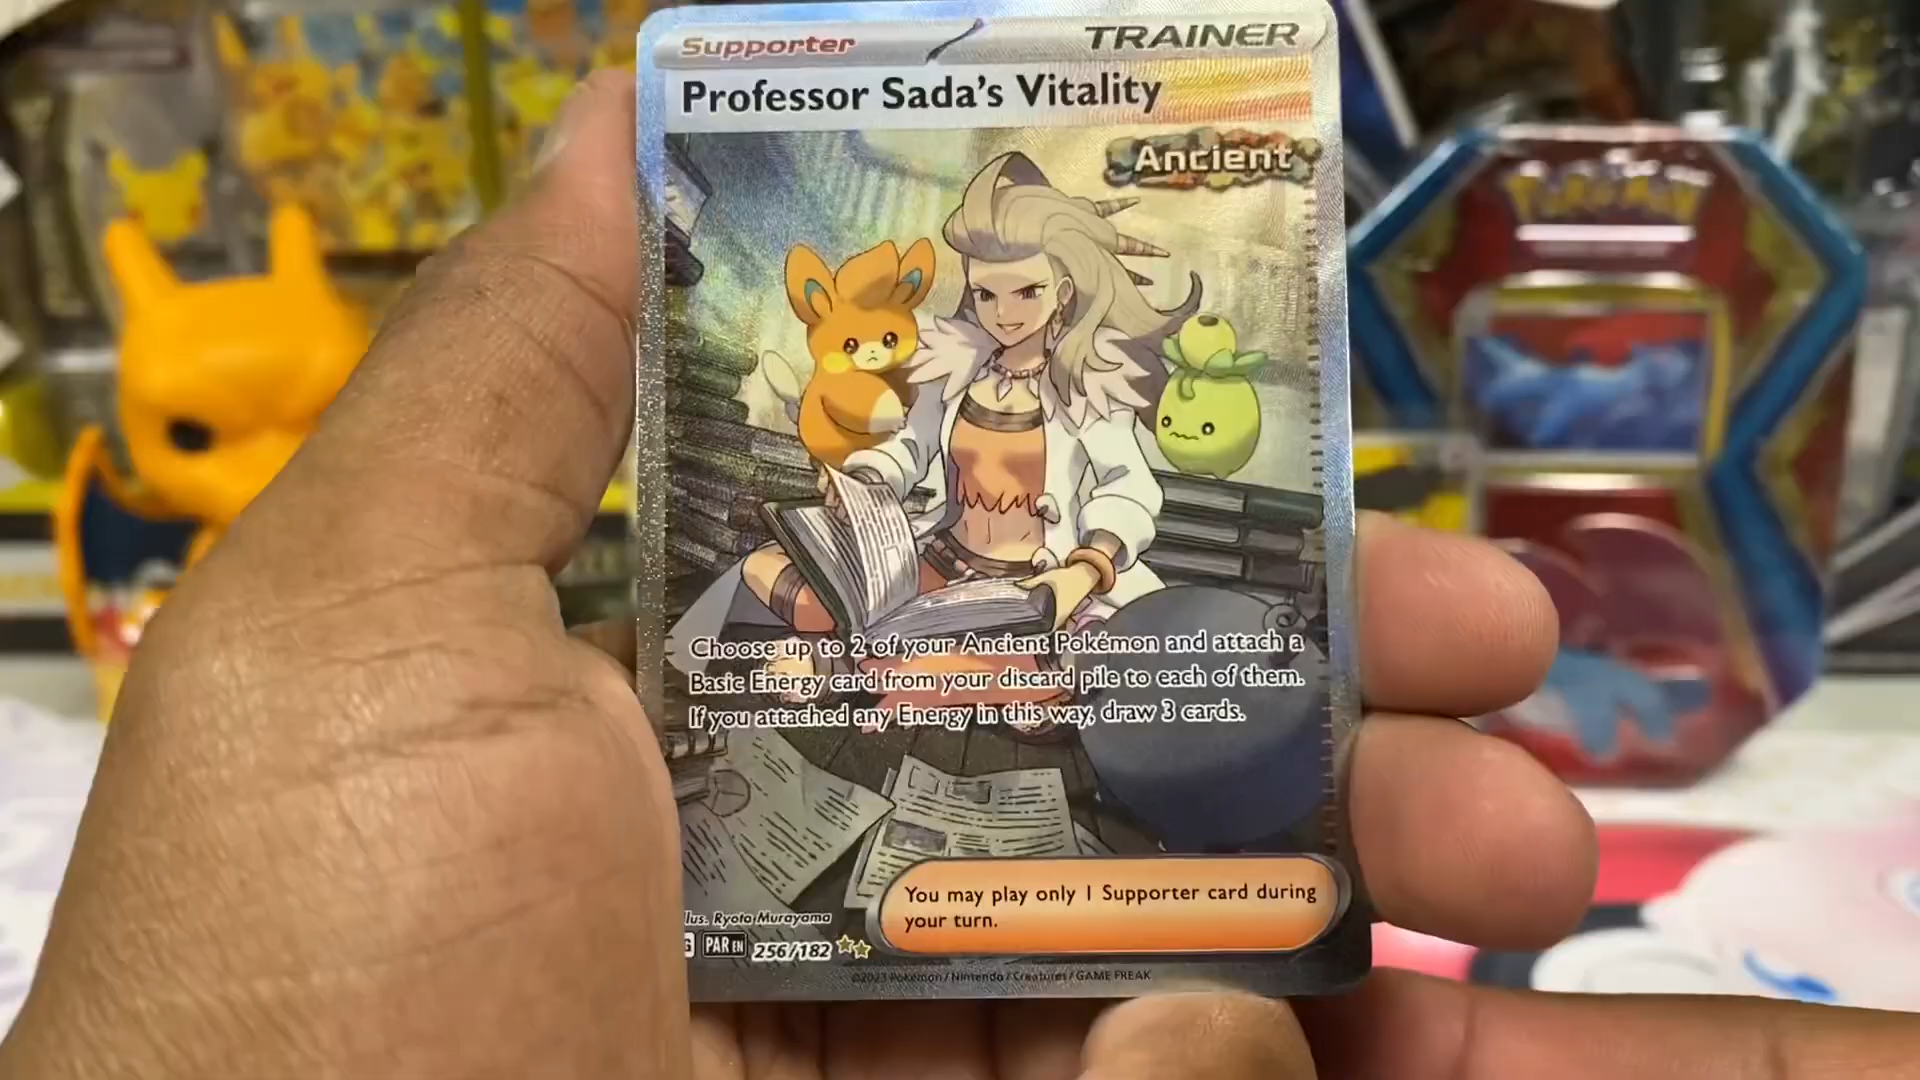 Supporter
TRAINER
Professor Sada's Vitality
Ancient
POKéMON
Choose up to 2 of your Ancient Pokémon and attach a
Basic Energy card from your discard pile to each of them.
If you attached any Energy in this way, draw 3 cards.
You may play only 1 Supporter card during
your turn.
llus. Ryota Murayama
G PAR EN 256/182
©2023 Pokémon / Nintendo / Creatures / GAME FREAK